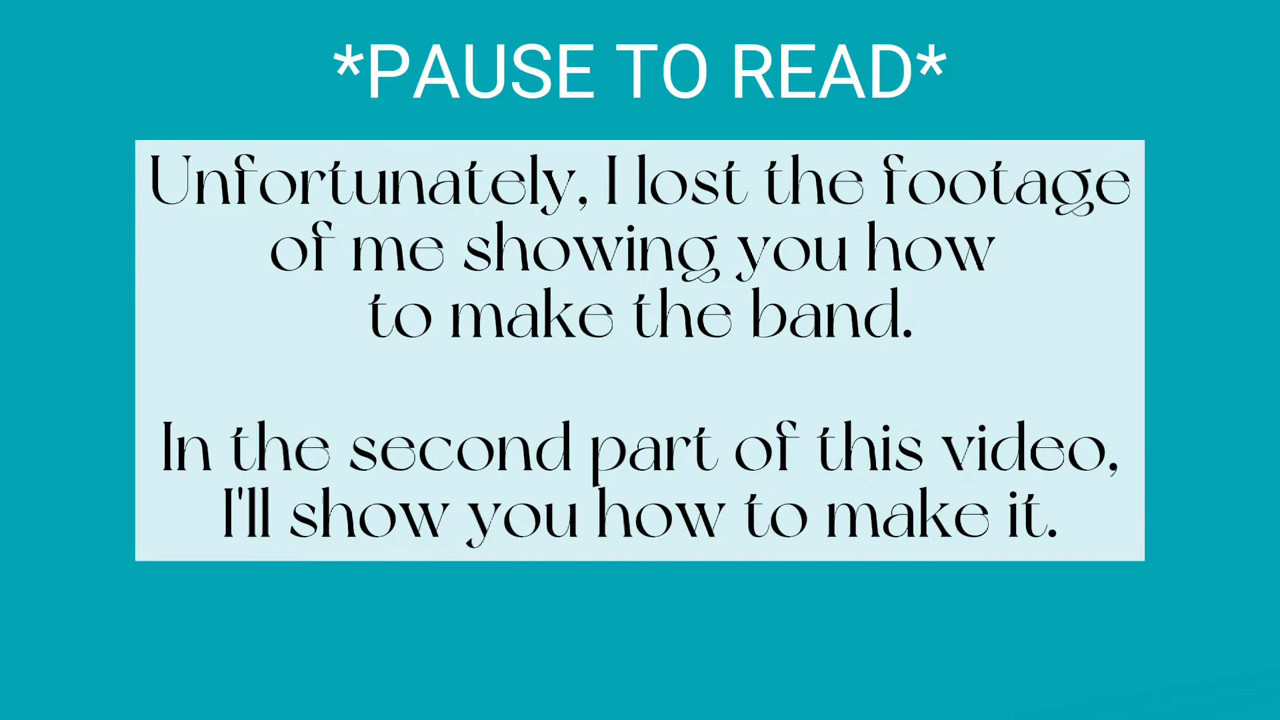 *PAUSE TO READ*
Unfortunately, I lost the footage
of me showing you how
to make the band.
In the second part of this video,
I'll show you how to make it.